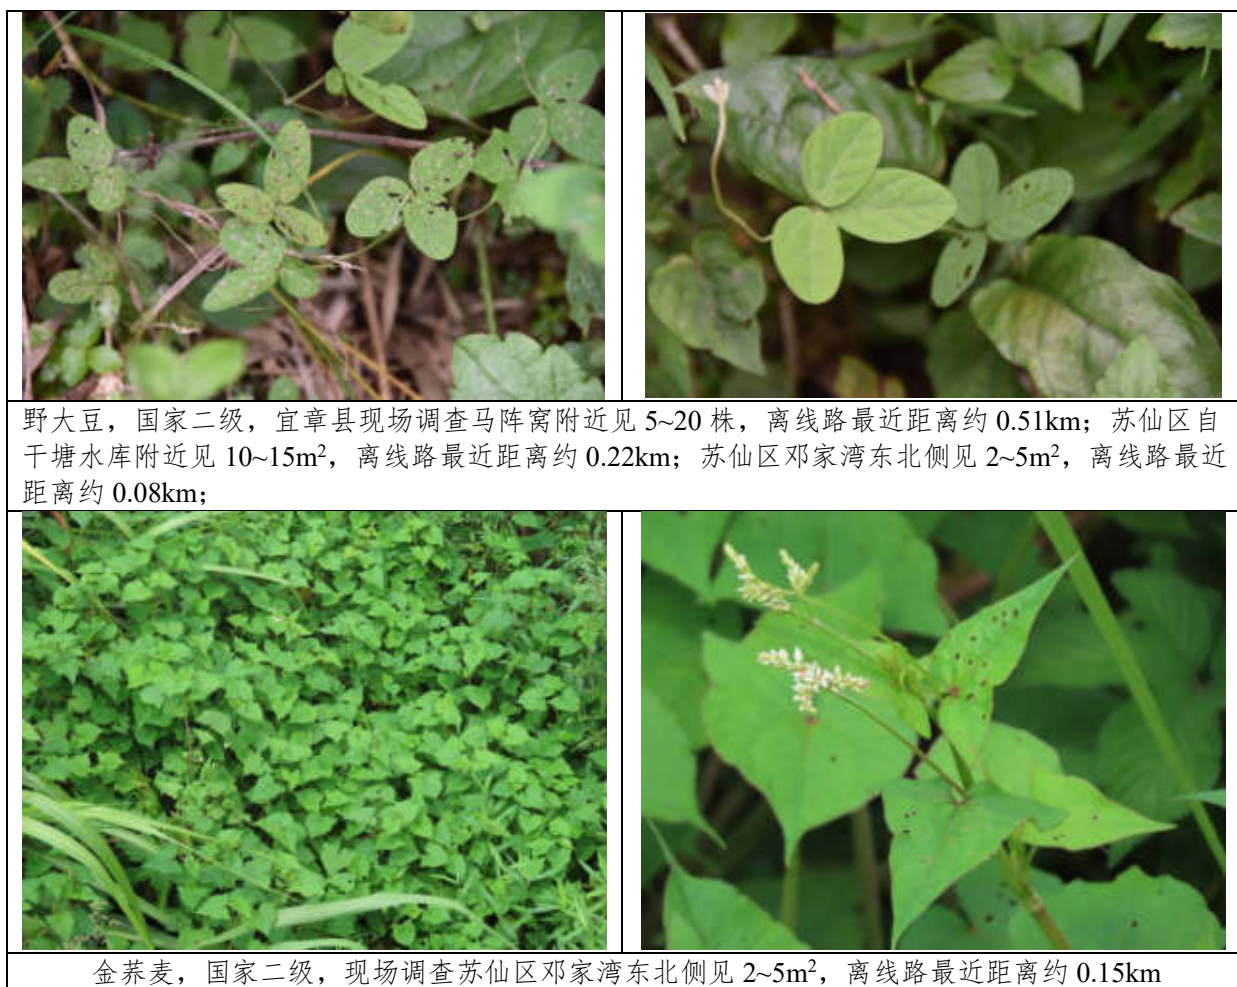 野大豆，国家二级，宜章县现场调查马阵窝附近见 5~20 株，离线路最近距离约 0.51km；苏仙区自
干塘水库附近见 10~15m²，离线路最近距离约 0.22km；苏仙区邓家湾东北侧见 2~5m²，离线路最近
距离约 0.08km；
金荞麦，国家二级，现场调查苏仙区邓家湾东北侧见 2~5m²，离线路最近距离约 0.15km